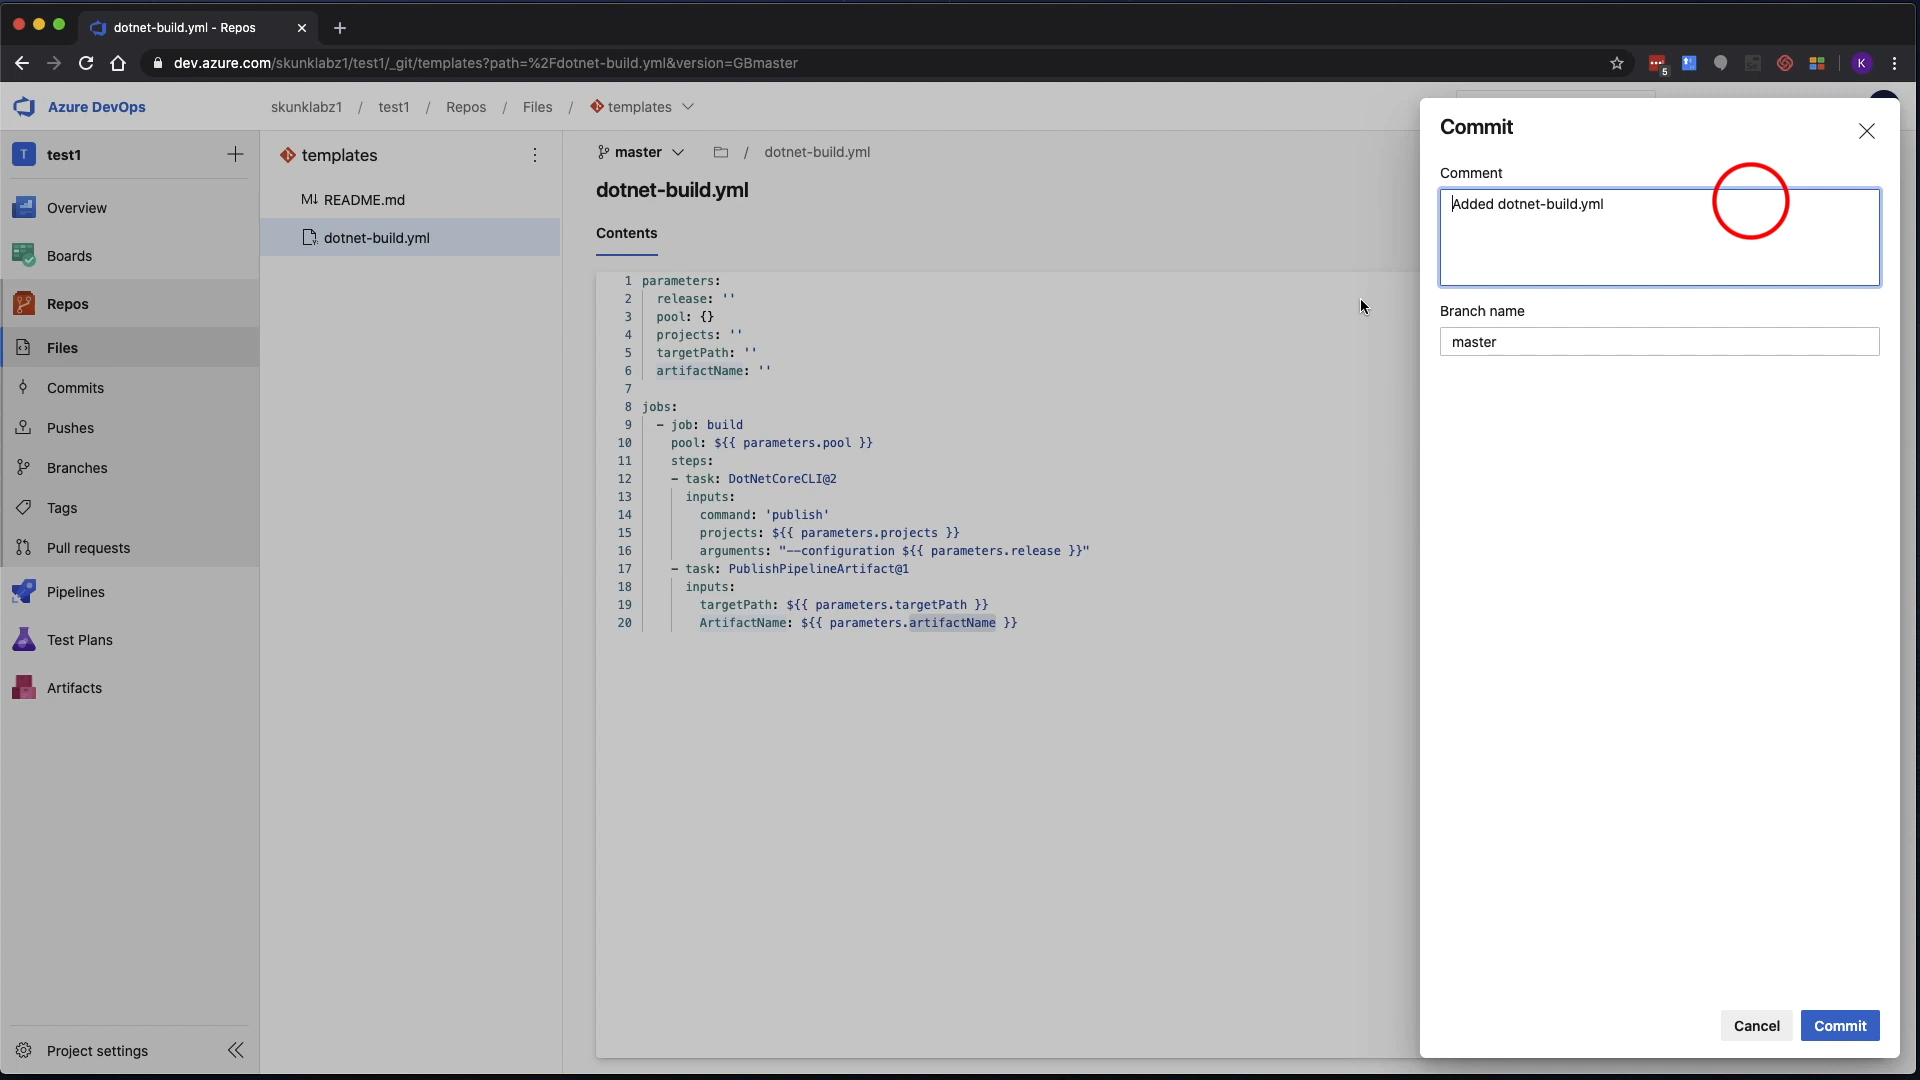 dotnet-build.yml - Repos
dev.azure.com/skunklabz1/test1/_git/templates?path=%2Fdotnet-build.yml&version=GBmaster
5
K
Azure DevOps
skunklabz1 / test1 / Repos / Files / templates
T test1
Overview
Boards
Repos
Files
Commits
Pushes
Branches
Tags
Pull requests
Pipelines
Test Plans
Artifacts
Project settings
templates
M↓ README.md
dotnet-build.yml
master / dotnet-build.yml
dotnet-build.yml
Contents
1 parameters:
2 release: ''
3 pool: {}
4 projects: ''
5 targetPath: ''
6 artifactName: ''
7
8 jobs:
9 - job: build
10 pool: ${{ parameters.pool }}
11 steps:
12 - task: DotNetCoreCLI@2
13 inputs:
14 command: 'publish'
15 projects: ${{ parameters.projects }}
16 arguments: "--configuration ${{ parameters.release }}"
17 - task: PublishPipelineArtifact@1
18 inputs:
19 targetPath: ${{ parameters.targetPath }}
20 ArtifactName: ${{ parameters.artifactName }}
Commit
Comment
Added dotnet-build.yml
Branch name
master
Cancel
Commit